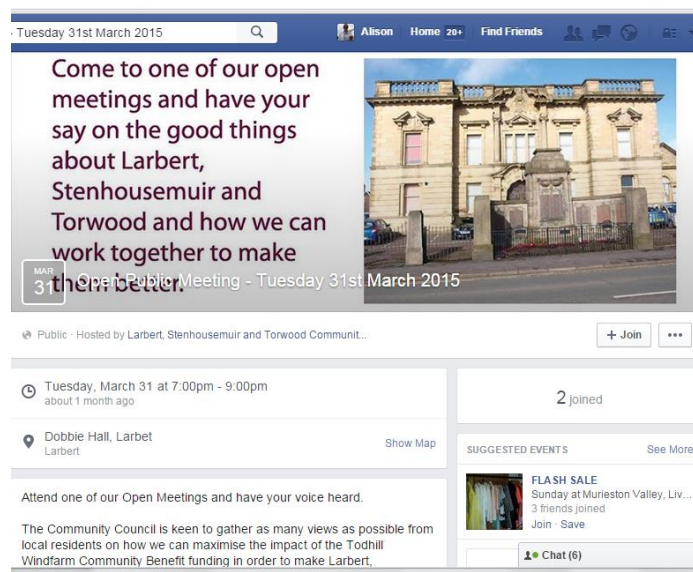 - Tuesday 31st March 2015
Alison Home 20+ Find Friends
Come to one of our open
meetings and have your
say on the good things
about Larbert,
Stenhousemuir and
Torwood and how we can
work together to make
them better.
MAR
31
Open Public Meeting - Tuesday 31st March 2015
Public · Hosted by Larbert, Stenhousemuir and Torwood Communit...
+ Join
Tuesday, March 31 at 7:00pm - 9:00pm
about 1 month ago
Dobbie Hall, Larbet
Larbert
Show Map
Attend one of our Open Meetings and have your voice heard.
The Community Council is keen to gather as many views as possible from
local residents on how we can maximise the impact of the Todhill
Windfarm Community Benefit funding in order to make Larbert,
2 joined
SUGGESTED EVENTS See More
FLASH SALE
Sunday at Murieston Valley, Liv...
3 friends joined
Join · Save
Chat (6)